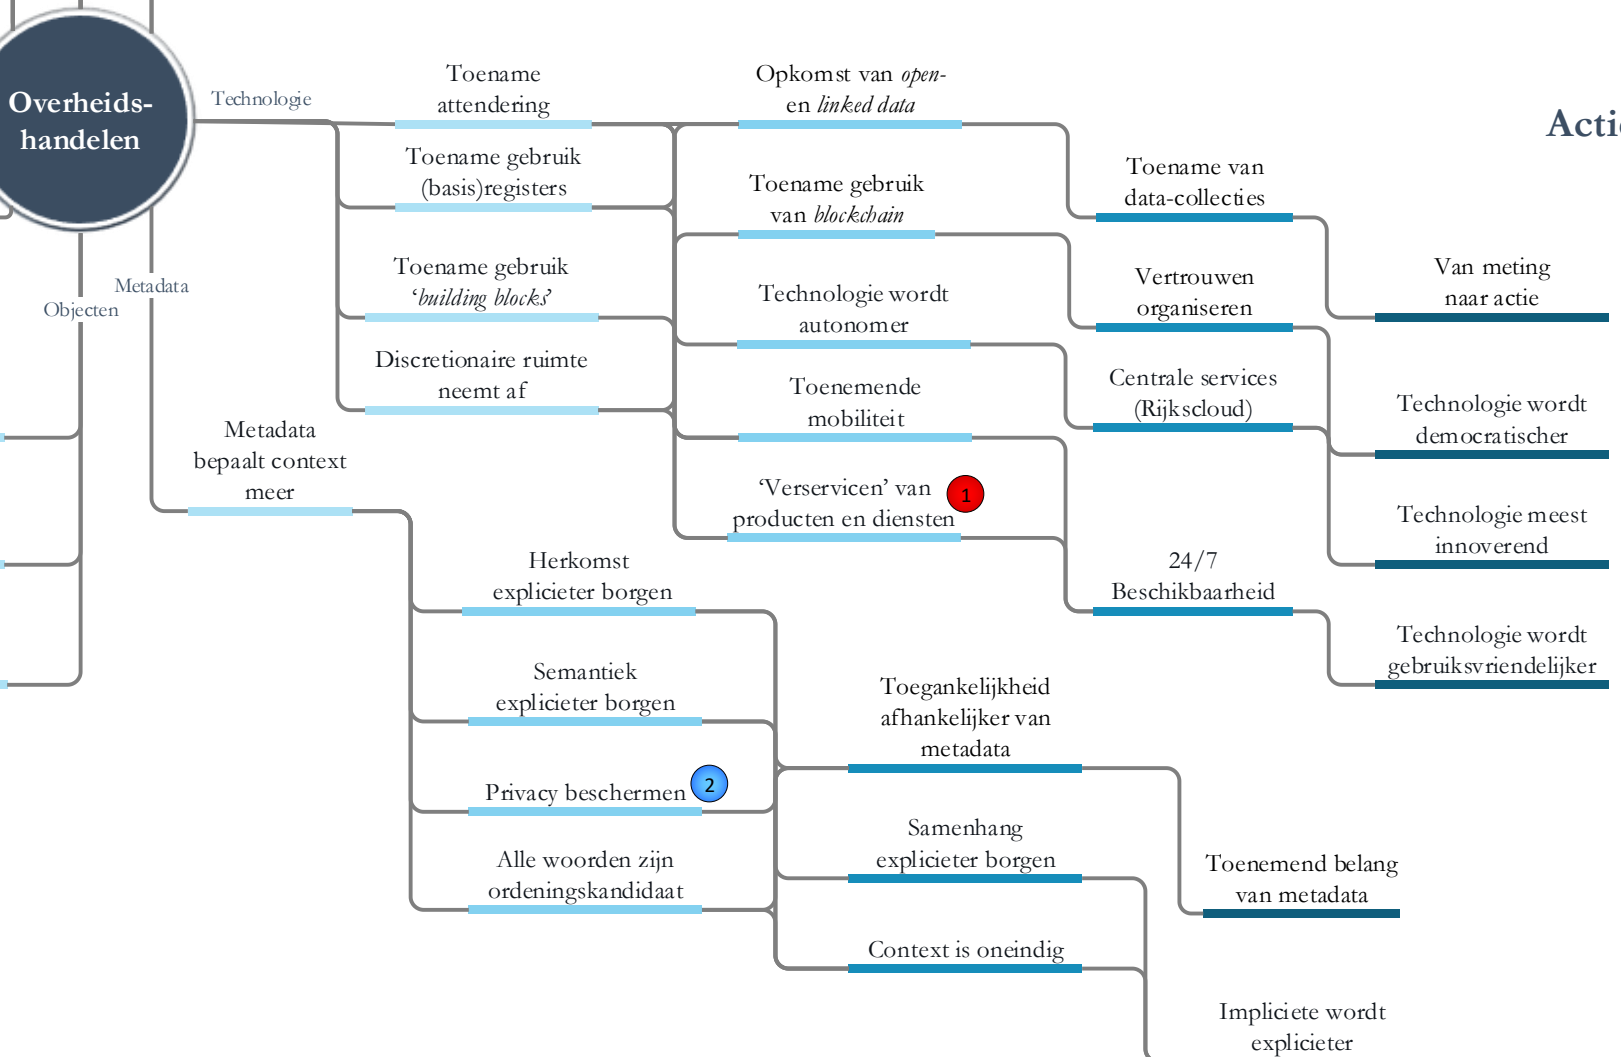 Overheids-
handelen
Technologie
Metadata
Objecten
Toename
attendering
Toename gebruik
(basis)registers
Toename gebruik
‘building blocks’
Discretionaire ruimte
neemt af
Opkomst van open-
en linked data
Toename gebruik
van blockchain
Technologie wordt
autonomer
Toenemende
mobiliteit
‘Verservicen’ van
producten en diensten
1
Toename van
data-collecties
Vertrouwen
organiseren
Centrale services
(Rijkscloud)
24/7
Beschikbaarheid
Acti
Van meting
naar actie
Technologie wordt
democratischer
Technologie meest
innoverend
Technologie wordt
gebruiksvriendelijker
Metadata
bepaalt context
meer
Herkomst
explicieter borgen
Semantiek
explicieter borgen
Privacy beschermen
2
Alle woorden zijn
ordeningskandidaat
Toegankelijkheid
afhankelijker van
metadata
Samenhang
explicieter borgen
Context is oneindig
Toenemend belang
van metadata
Impliciete wordt
explicieter